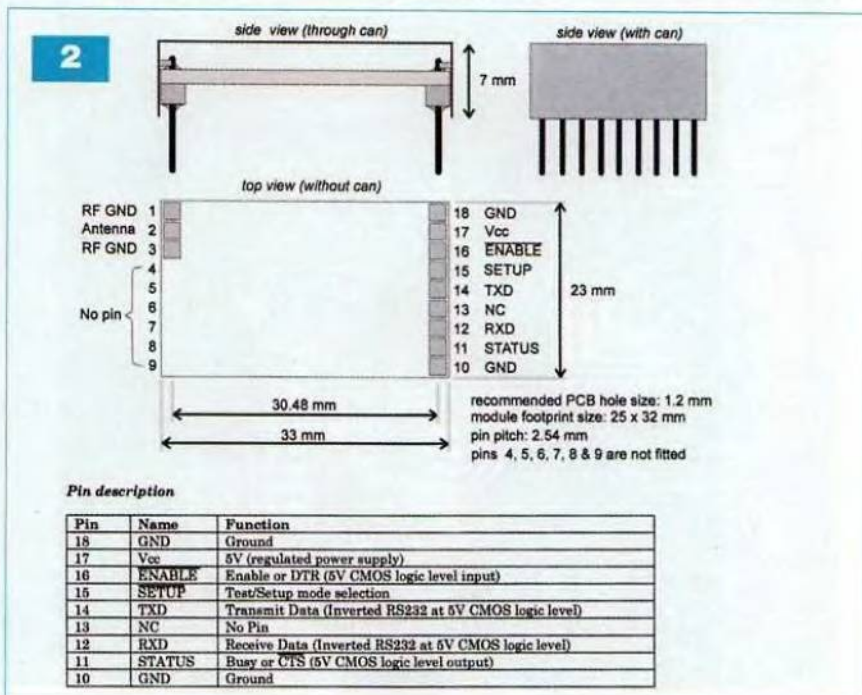 2
side view (through can)
side view (with can)
7 mm
top view (without can)
RF GND 1
Antenna 2
RF GND 3
4
5
6
7
8
9
No pin
18 GND
17 Vcc
16 ENABLE
15 SETUP
14 TXD
13 NC
12 RXD
11 STATUS
10 GND
23 mm
30.48 mm
33 mm
recommended PCB hole size: 1.2 mm
module footprint size: 25 x 32 mm
pin pitch: 2.54 mm
pins 4, 5, 6, 7, 8 & 9 are not fitted
Pin description
Pin Name Function
18 GND Ground
17 Vcc 5V (regulated power supply)
16 ENABLE Enable or DTR (5V CMOS logic level input)
15 SETUP Test/Setup mode selection
14 TXD Transmit Data (Inverted RS232 at 5V CMOS logic level)
13 NC No Pin
12 RXD Receive Data (Inverted RS232 at 5V CMOS logic level)
11 STATUS Busy or CTS (5V CMOS logic level output)
10 GND Ground